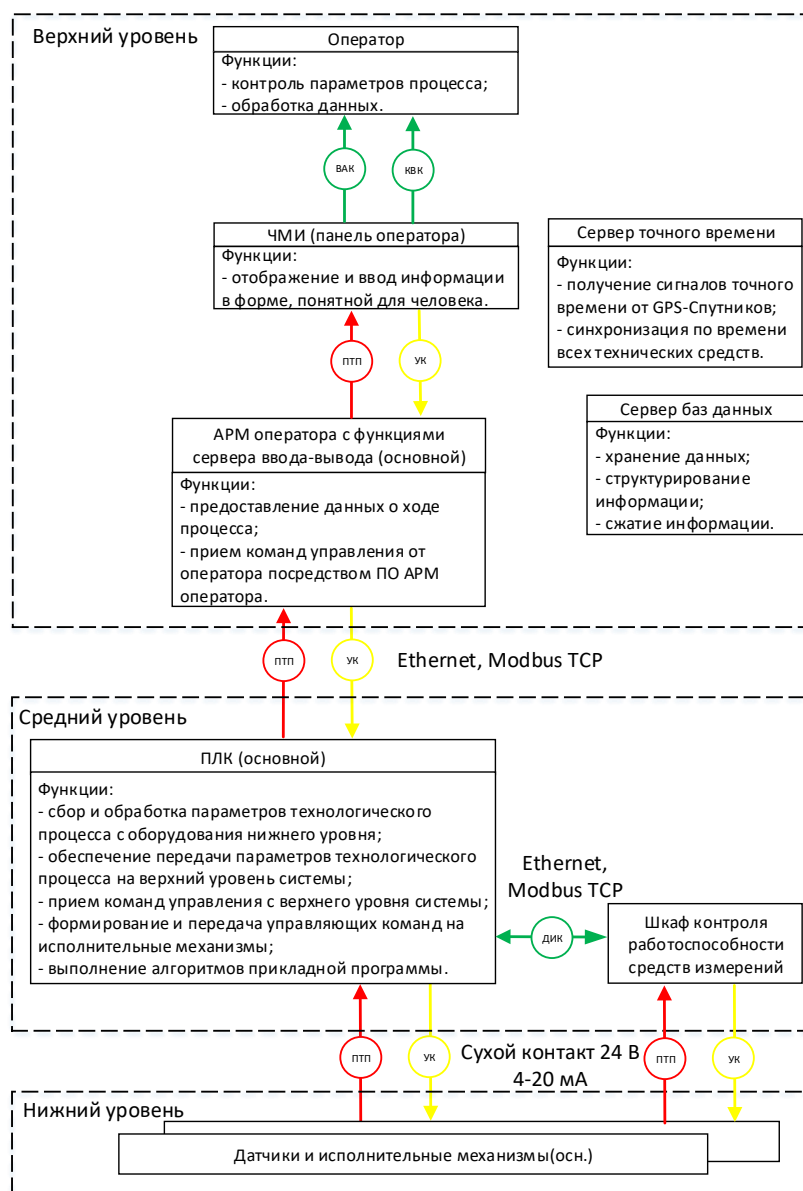 Верхний уровень
Оператор
Функции:
- контроль параметров процесса;
- обработка данных.
ВАК
КВК
ЧМИ (панель оператора)
Функции:
- отображение и ввод информации
в форме, понятной для человека.
Сервер точного времени
Функции:
- получение сигналов точного
времени от GPS-Спутников;
- синхронизация по времени
всех технических средств.
ПТП
УК
Сервер баз данных
Функции:
- хранение данных;
- структурирование
информации;
- сжатие информации.
АРМ оператора с функциями
сервера ввода-вывода (основной)
Функции:
- предоставление данных о ходе
процесса;
- прием команд управления от
оператора посредством ПО АРМ
оператора.
ПТП
УК
Ethernet, Modbus TCP
Средний уровень
ПЛК (основной)
Функции:
- сбор и обработка параметров технологического
процесса с оборудования нижнего уровня;
- обеспечение передачи параметров технологического
процесса на верхний уровень системы;
- прием команд управления с верхнего уровня системы;
- формирование и передача управляющих команд на
исполнительные механизмы;
- выполнение алгоритмов прикладной программы.
Ethernet,
Modbus TCP
ДИК
Шкаф контроля
работоспособности
средств измерений
ПТП
УК
Сухой контакт 24 В
4-20 мА
ПТП
УК
Нижний уровень
Датчики и исполнительные механизмы(осн.)